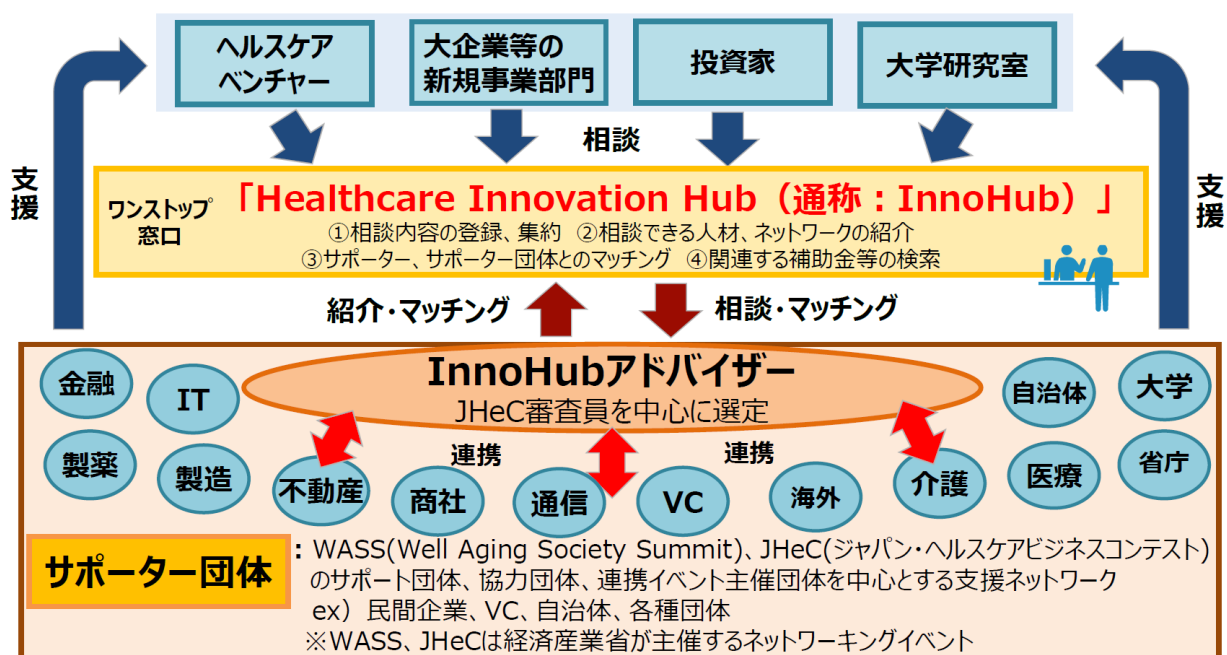 ヘルスケア
ベンチャー
大企業等の
新規事業部門
投資家
大学研究室
相談
支援
支援
ワンストップ
窓口
「Healthcare Innovation Hub（通称：InnoHub）」
①相談内容の登録、集約 ②相談できる人材、ネットワークの紹介
③サポーター、サポーター団体とのマッチング ④関連する補助金等の検索
紹介・マッチング
相談・マッチング
InnoHubアドバイザー
JHeC審査員を中心に選定
金融
IT
自治体
大学
製薬
製造
不動産
連携
商社
通信
VC
連携
海外
介護
医療
省庁
サポーター団体
：WASS(Well Aging Society Summit)、JHeC(ジャパン・ヘルスケアビジネスコンテスト)
のサポート団体、協力団体、連携イベント主催団体を中心とする支援ネットワーク
ex）民間企業、VC、自治体、各種団体
※WASS、JHeCは経済産業省が主催するネットワーキングイベント